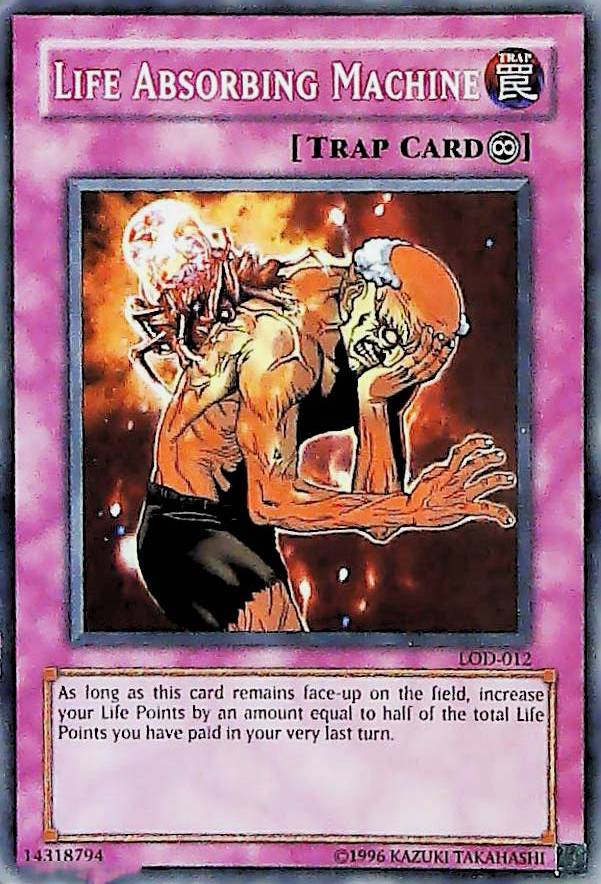 LIFE ABSORBING MACHINE
TRAP
罠
[TRAP CARD∞]
LOD-012
As long as this card remains face-up on the field, increase
your Life Points by an amount equal to half of the total Life
Points you have paid in your very last turn.
14318794
©1996 KAZUKI TAKAHASHI